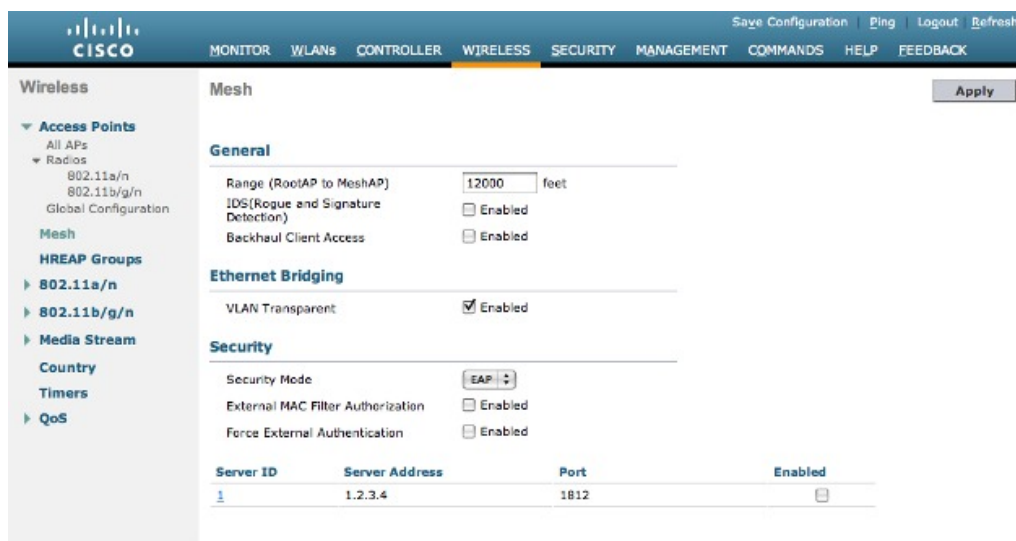 Save Configuration Ping Logout Refresh
CISCO
MONITOR WLANs CONTROLLER WIRELESS SECURITY MANAGEMENT COMMANDS HELP FEEDBACK
Wireless
Access Points
All APs
Radios
802.11a/n
802.11b/g/n
Global Configuration
Mesh
HREAP Groups
802.11a/n
802.11b/g/n
Media Stream
Country
Timers
QoS
Mesh
Apply
General
Range (RootAP to MeshAP) 12000 feet
IDS(Rogue and Signature
Detection) Enabled
Backhaul Client Access Enabled
Ethernet Bridging
VLAN Transparent Enabled
Security
Security Mode EAP
External MAC Filter Authorization Enabled
Force External Authentication Enabled
Server ID Server Address Port Enabled
1 1.2.3.4 1812